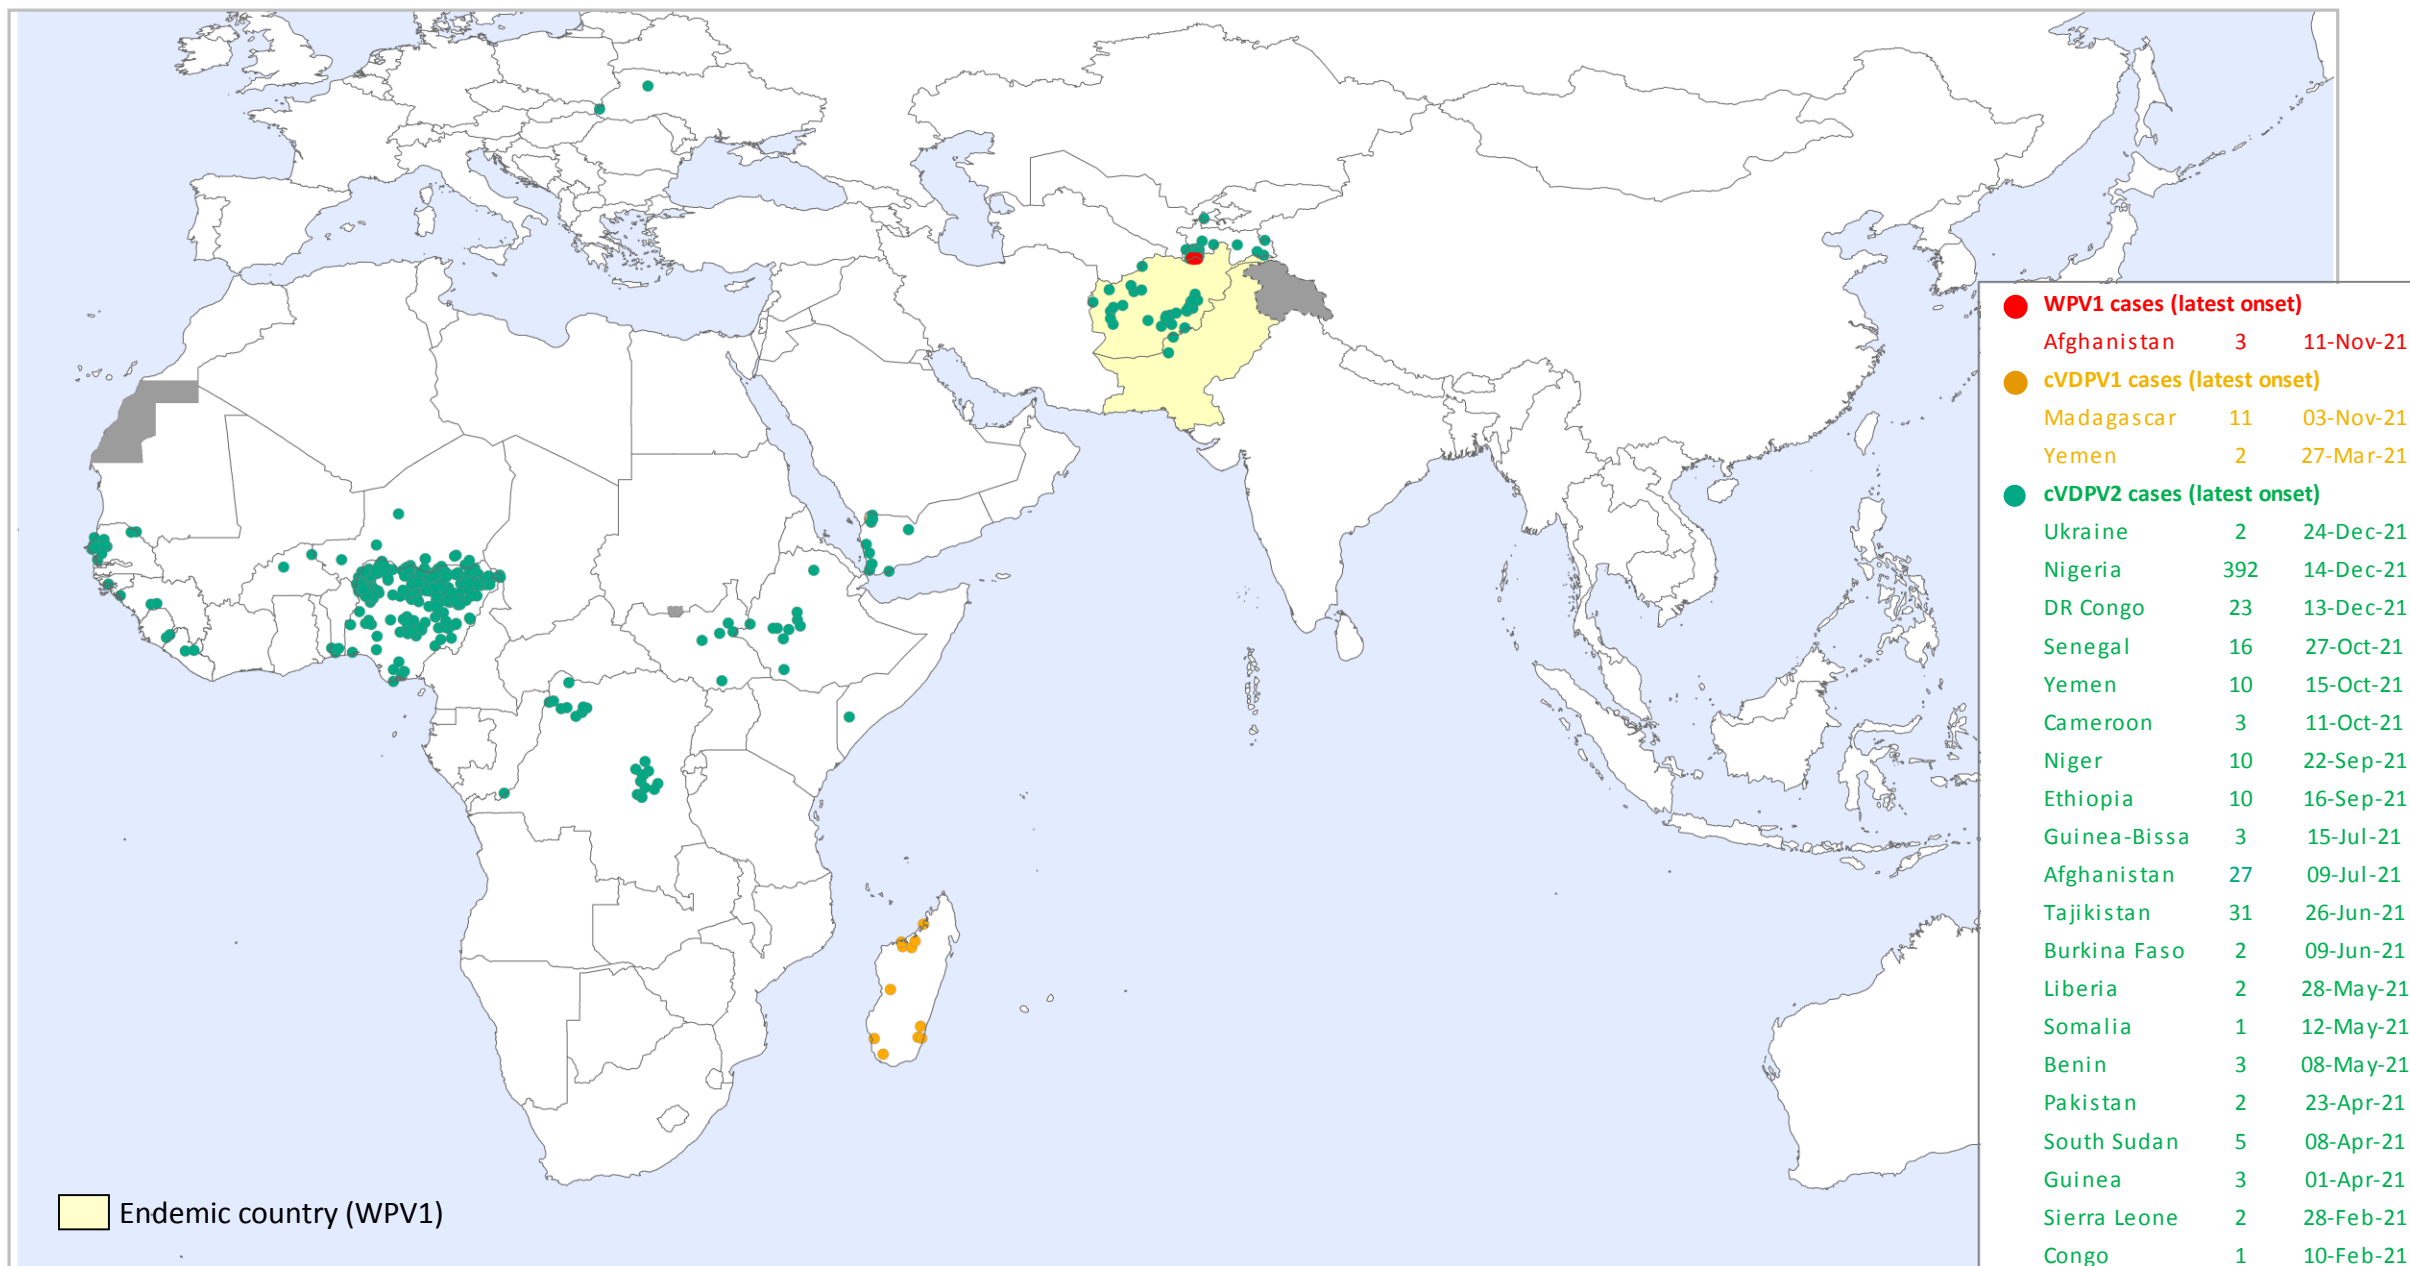 WPV1 cases (latest onset)
Afghanistan 3 11-Nov-21
cVDPV1 cases (latest onset)
Madagascar 11 03-Nov-21
Yemen 2 27-Mar-21
cVDPV2 cases (latest onset)
Ukraine 2 24-Dec-21
Nigeria 392 14-Dec-21
DR Congo 23 13-Dec-21
Senegal 16 27-Oct-21
Yemen 10 15-Oct-21
Cameroon 3 11-Oct-21
Niger 10 22-Sep-21
Ethiopia 10 16-Sep-21
Guinea-Bissa 3 15-Jul-21
Afghanistan 27 09-Jul-21
Tajikistan 31 26-Jun-21
Burkina Faso 2 09-Jun-21
Liberia 2 28-May-21
Somalia 1 12-May-21
Benin 3 08-May-21
Pakistan 2 23-Apr-21
South Sudan 5 08-Apr-21
Guinea 3 01-Apr-21
Sierra Leone 2 28-Feb-21
Congo 1 10-Feb-21
Endemic country (WPV1)